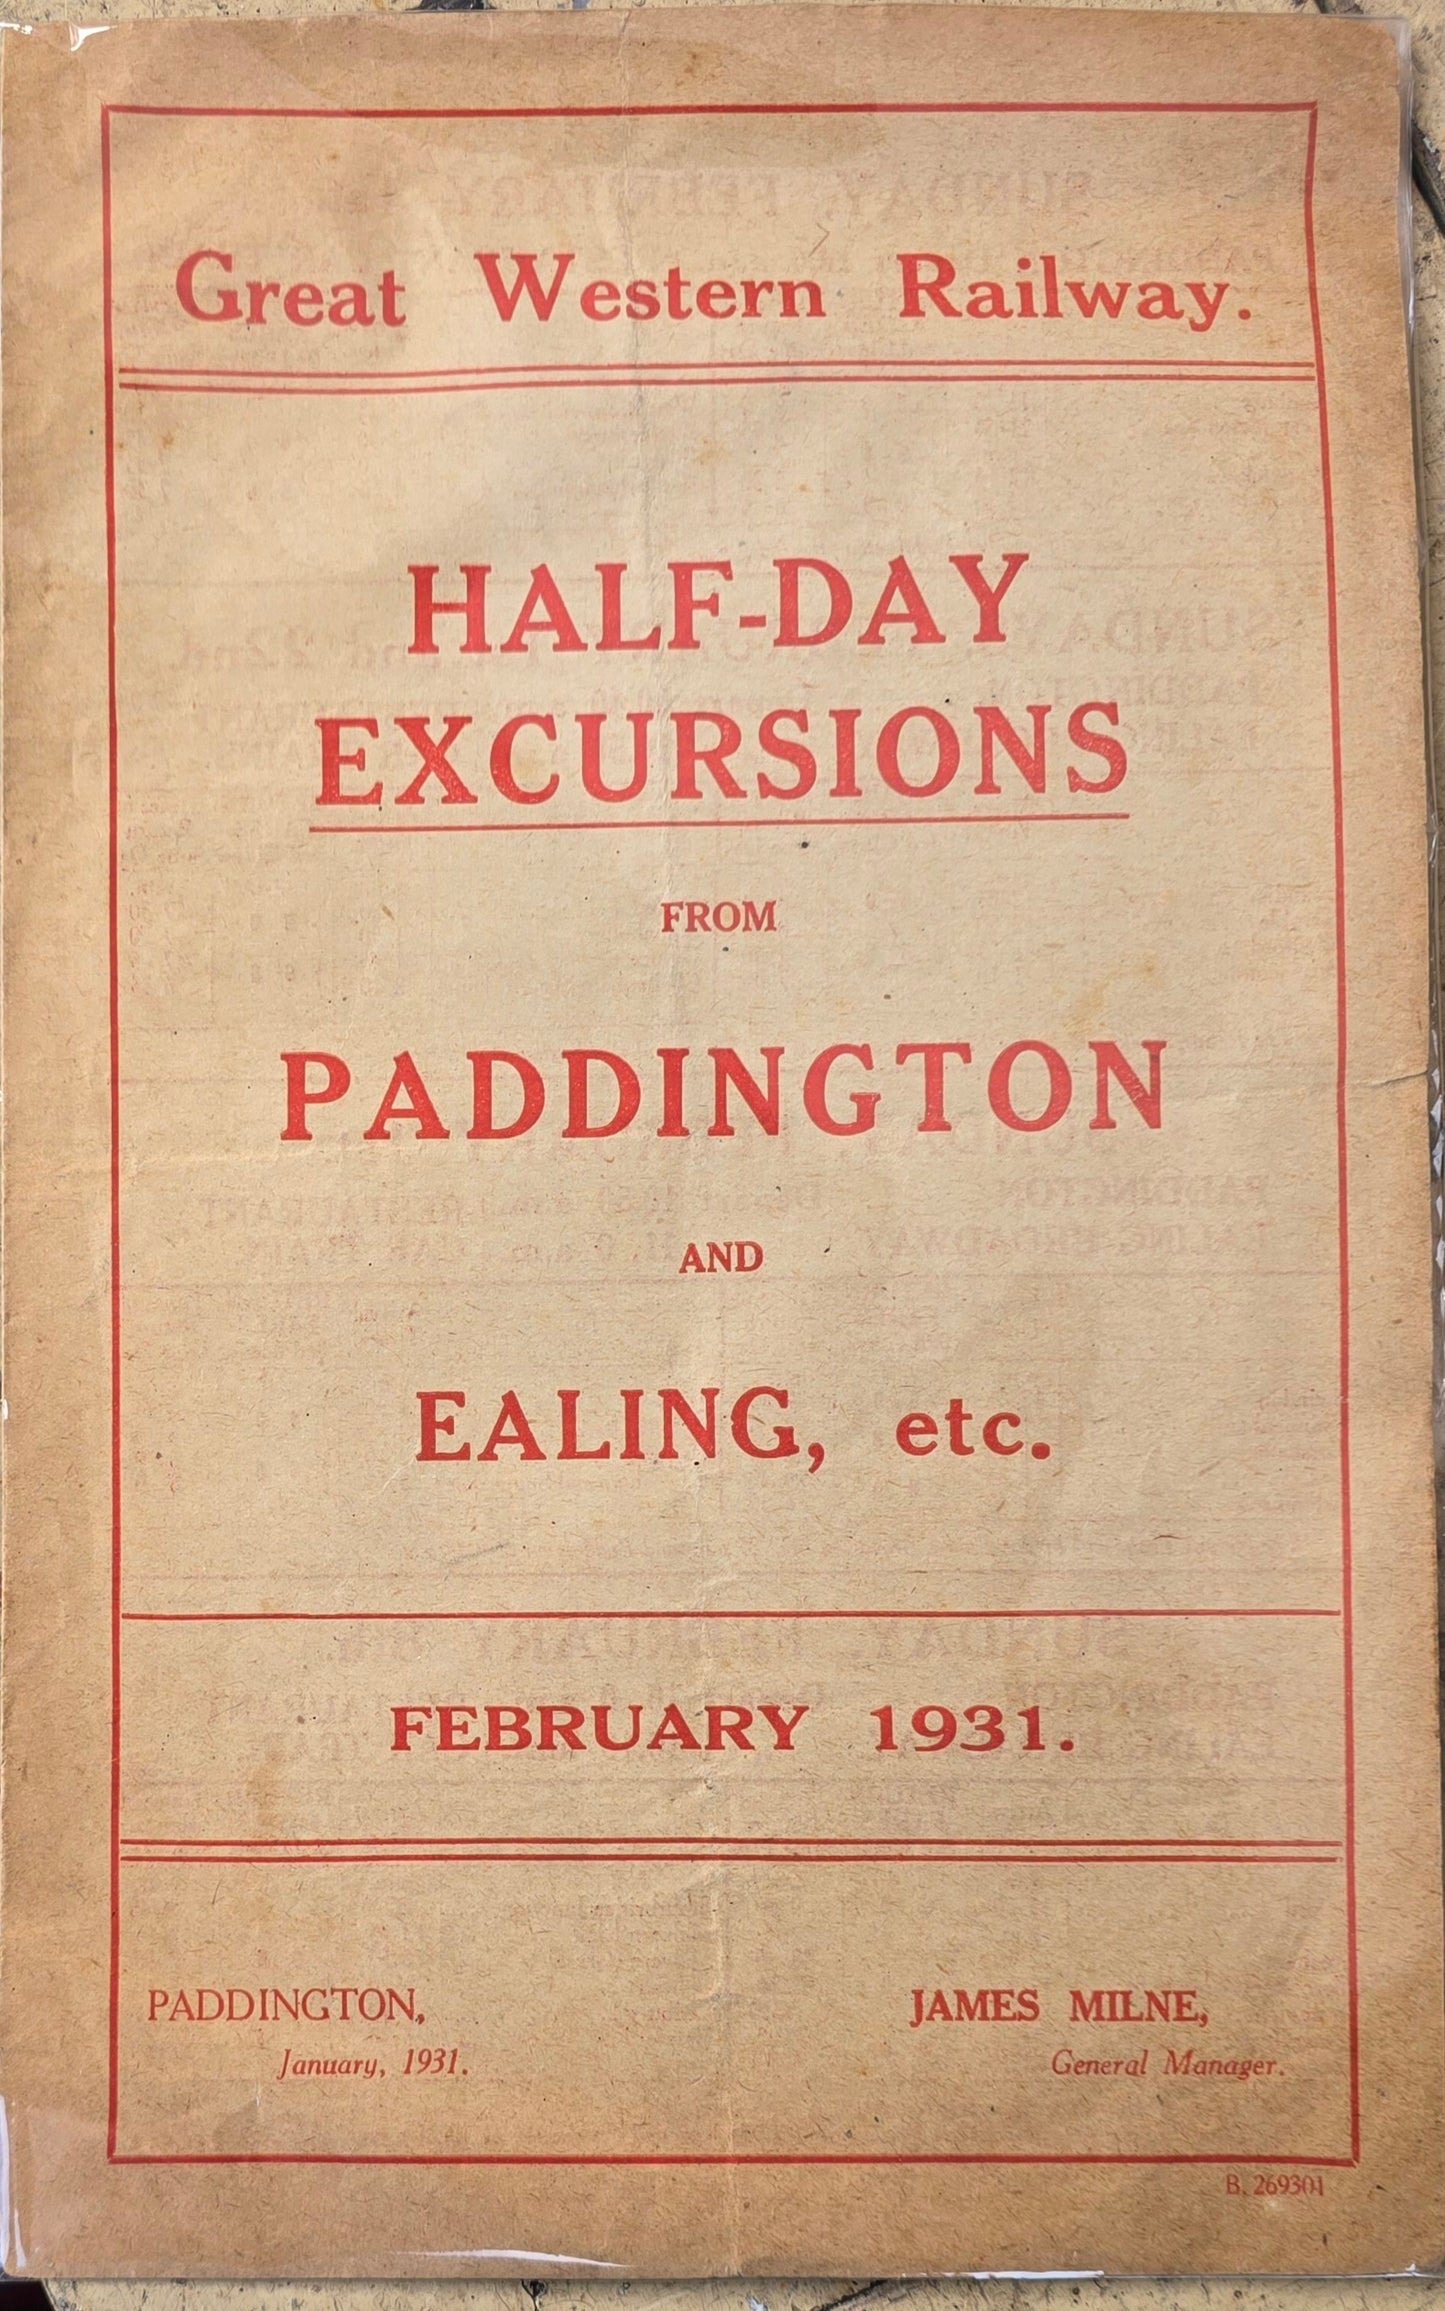 Great Western Railway.
HALF-DAY
EXCURSIONS
FROM
PADDINGTON
AND
EALING, etc.
FEBRUARY 1931.
PADDINGTON,
January, 1931.
JAMES MILNE,
General Manager.
B. 269301